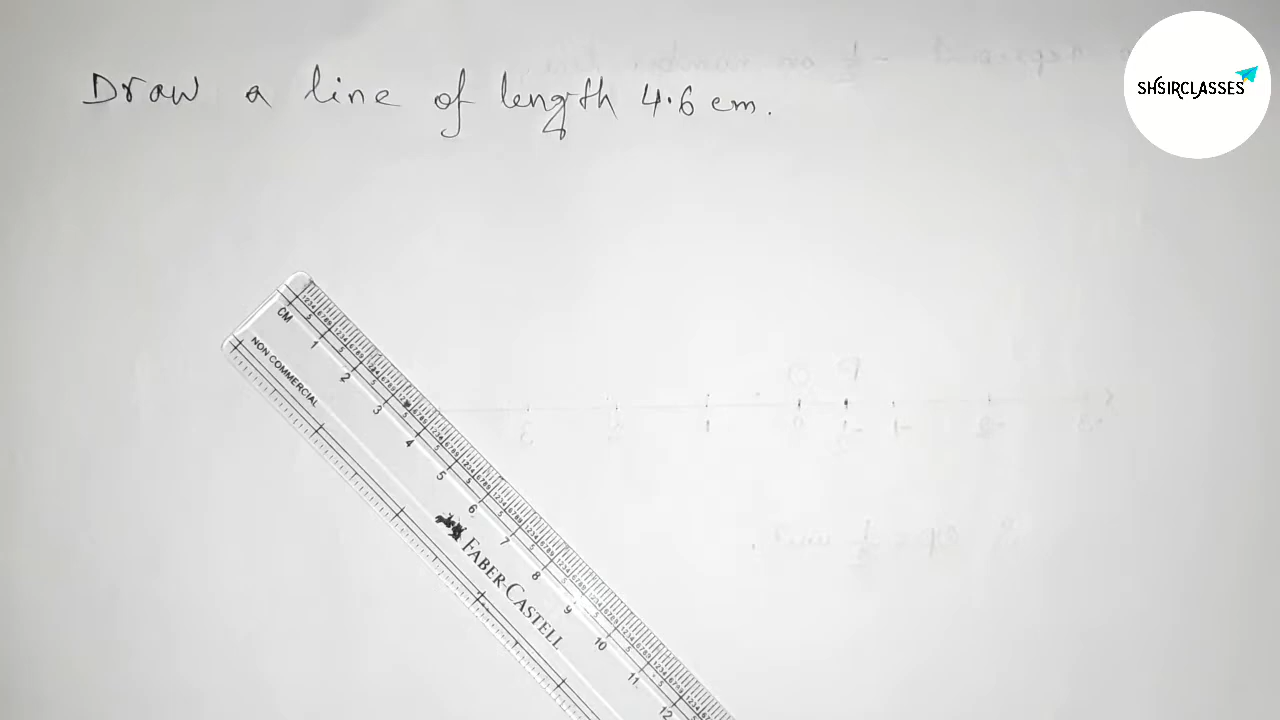 Draw a line of length 4.6 cm.
SHSIRCLASSES
CM
1 2 3 4 5 6 7 8 9 10 11 12
NON COMMERCIAL
FABER-CASTELL